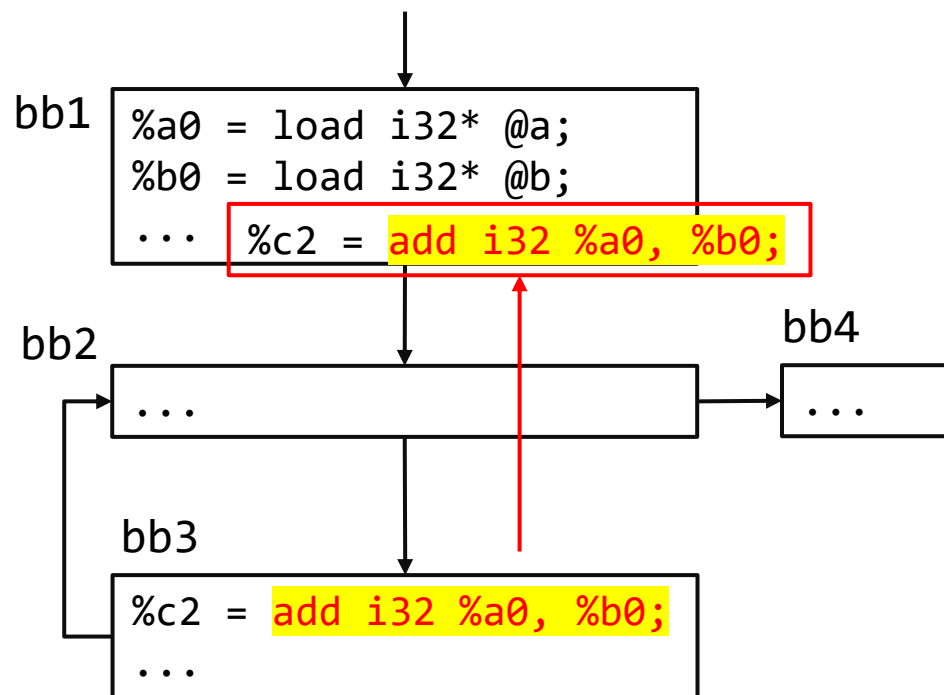 bb1
%a0 = load i32* @a;
%b0 = load i32* @b;
... %c2 = add i32 %a0, %b0;
bb2
...
bb4
...
bb3
%c2 = add i32 %a0, %b0;
...